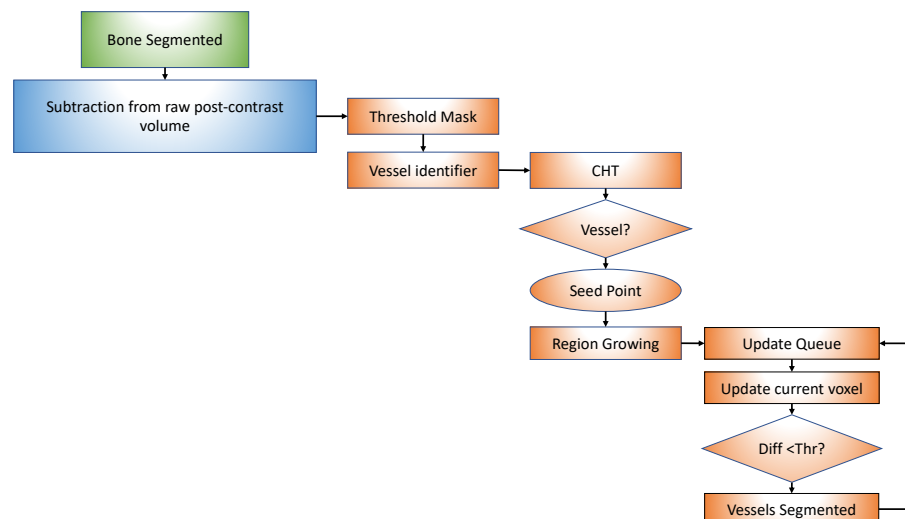 Bone Segmented
Subtraction from raw post-contrast
volume
Threshold Mask
Vessel identifier
CHT
Vessel?
Seed Point
Region Growing
Update Queue
Update current voxel
Diff <Thr?
Vessels Segmented